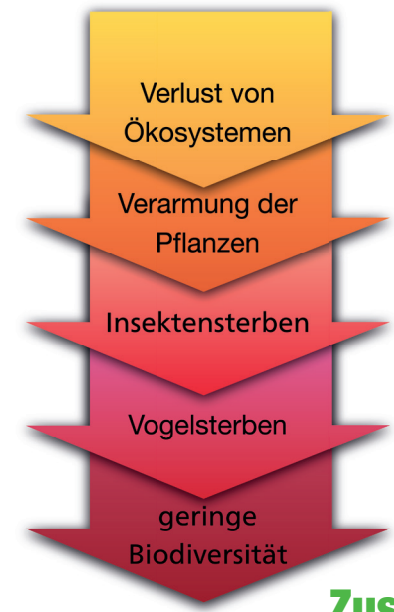 Verlust von
Ökosystemen
Verarmung der
Pflanzen
Insektensterben
Vogelsterben
geringe
Biodiversität